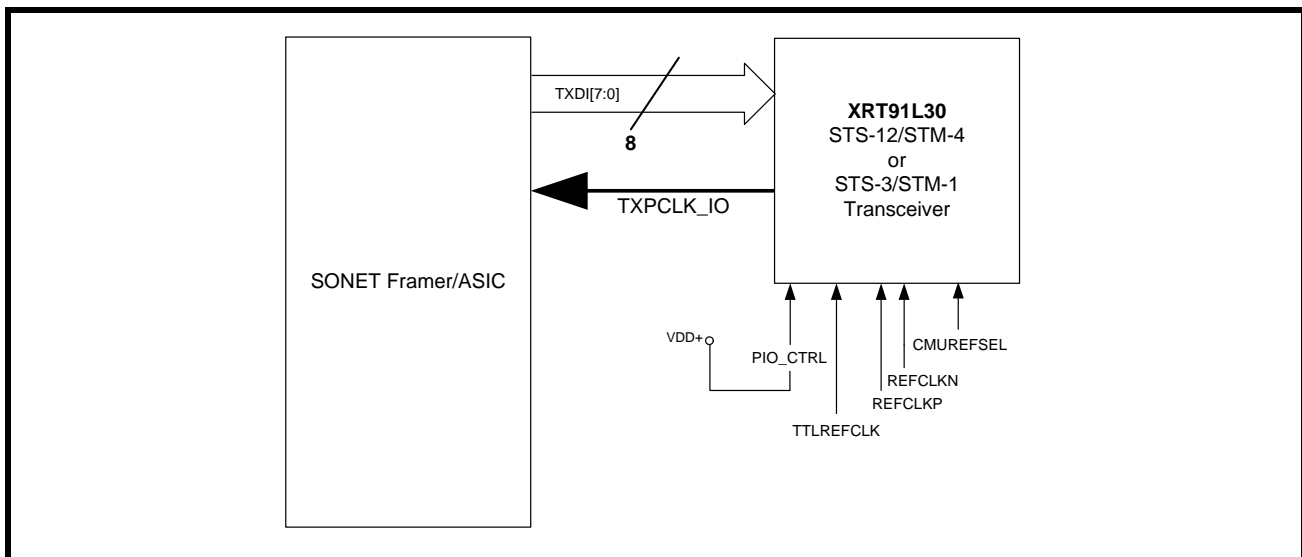 TXDI[7:0]
8
TXPCLK_IO
SONET Framer/ASIC
XRT91L30
STS-12/STM-4
or
STS-3/STM-1
Transceiver
VDD+
PIO_CTRL
CMUREFSEL
REFCLKN
REFCLKP
TTLREFCLK